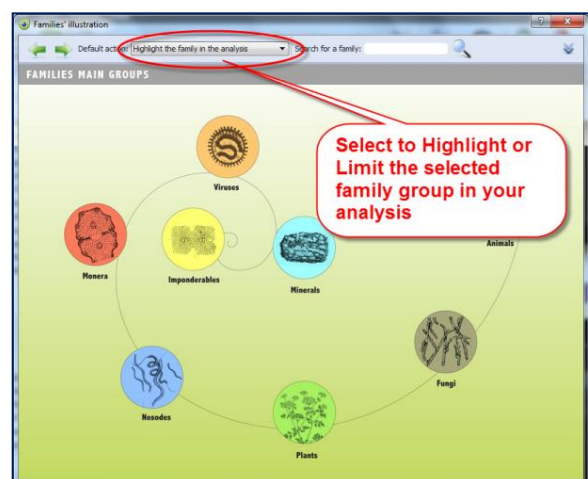 Families' illustration
Default action: Highlight the family in the analysis
Search for a family:
FAMILIES MAIN GROUPS
Select to Highlight or
Limit the selected
family group in your
analysis
Viruses
Animals
Monera
Imponderables
Minerals
Fungi
Nosodes
Plants